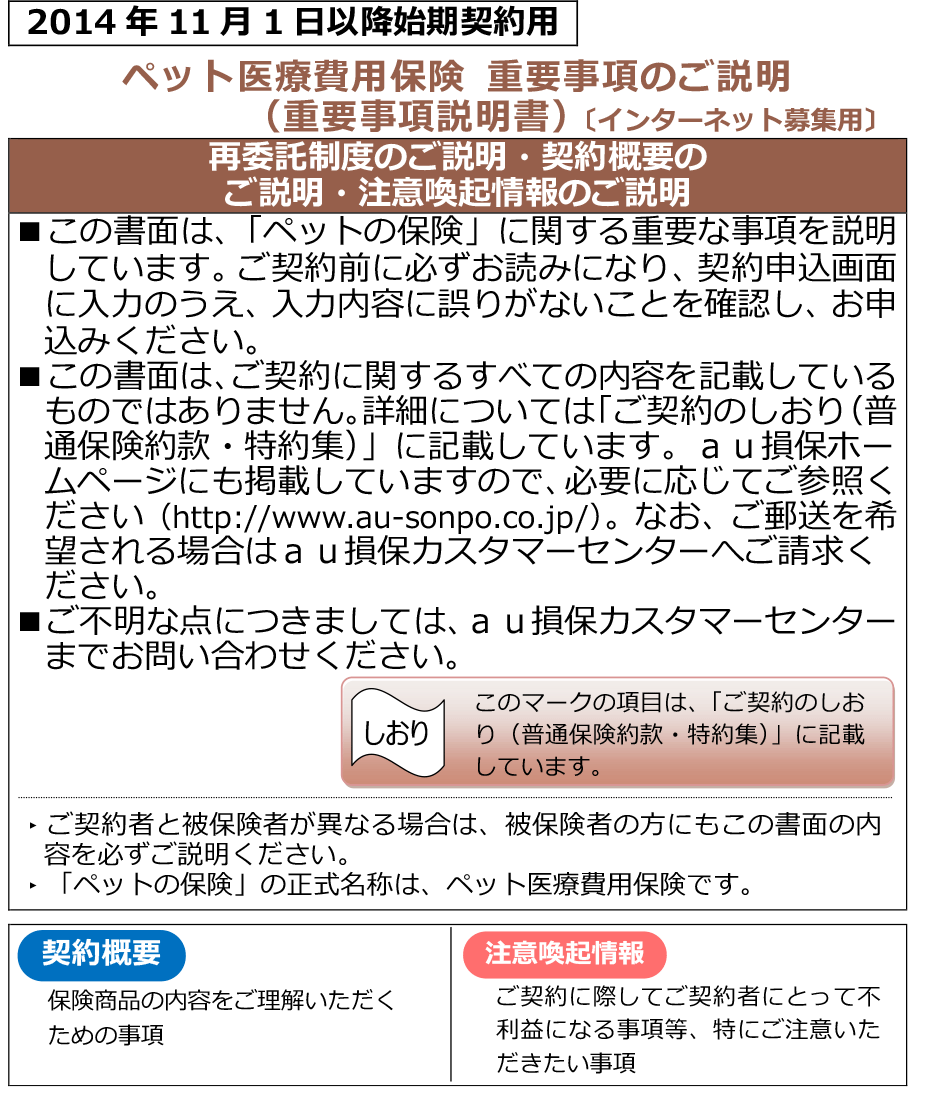 2014年11月1日以降始期契約用
ペット医療費用保険 重要事項のご説明
（重要事項説明書）〔インターネット募集用〕
再委託制度のご説明・契約概要の
ご説明・注意喚起情報のご説明
■この書面は、「ペットの保険」に関する重要な事項を説明
しています。ご契約前に必ずお読みになり、契約申込画面
に入力のうえ、入力内容に誤りがないことを確認し、お申
込みください。
■この書面は、ご契約に関するすべての内容を記載している
ものではありません。詳細については「ご契約のしおり（普
通保険約款・特約集）」に記載しています。ａｕ損保ホー
ムページにも掲載していますので、必要に応じてご参照く
ださい（http://www.au-sonpo.co.jp/）。なお、ご郵送を希
望される場合はａｕ損保カスタマーセンターへご請求く
ださい。
■ご不明な点につきましては、ａｕ損保カスタマーセンター
までお問い合わせください。
しおり
このマークの項目は、「ご契約のしお
り（普通保険約款・特約集）」に記載
しています。
‣ ご契約者と被保険者が異なる場合は、被保険者の方にもこの書面の内
容を必ずご説明ください。
‣ 「ペットの保険」の正式名称は、ペット医療費用保険です。
契約概要
保険商品の内容をご理解いただく
ための事項
注意喚起情報
ご契約に際してご契約者にとって不
利益になる事項等、特にご注意いた
だきたい事項